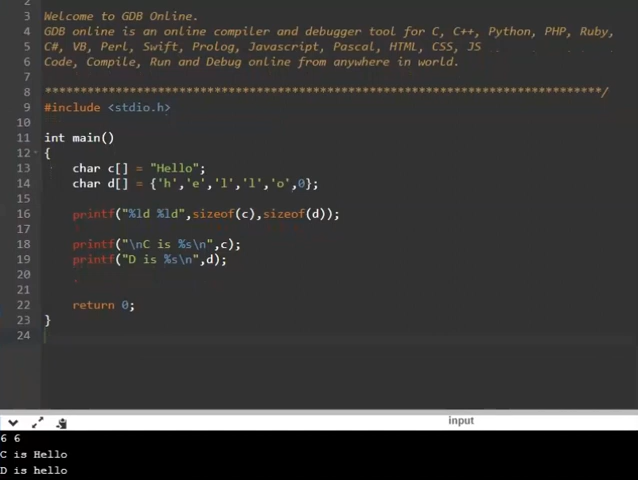 2
3 Welcome to GDB Online.
4 GDB online is an online compiler and debugger tool for C, C++, Python, PHP, Ruby,
5 C#, VB, Perl, Swift, Prolog, Javascript, Pascal, HTML, CSS, JS
6 Code, Compile, Run and Debug online from anywhere in world.
7
8 *******************************************************************************/
9 #include <stdio.h>
10
11 int main()
12 {
13 char c[] = "Hello";
14 char d[] = {'h','e','l','l','o',0};
15
16 printf("%ld %ld",sizeof(c),sizeof(d));
17
18 printf("\nC is %s\n",c);
19 printf("D is %s\n",d);
20
21
22 return 0;
23 }
24
input
6 6
C is Hello
D is hello